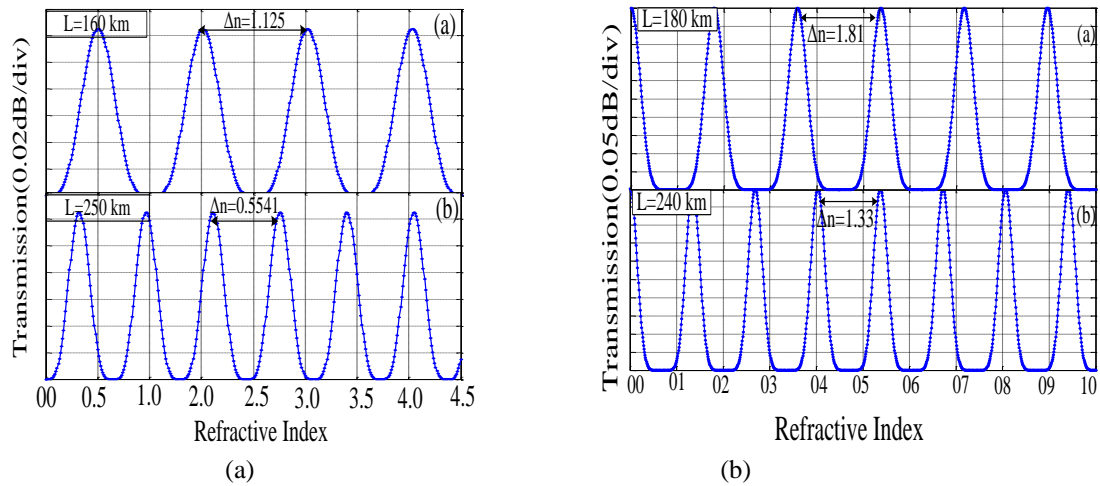 Transmission(0.02dB/div)
L=160 km
Δn=1.125
(a)
L=250 km
Δn=0.5541
(b)
00 0.5 1.0 1.5 2.0 2.5 3.0 3.5 4.0 4.5
Refractive Index
(a)
Transmission(0.05dB/div)
L=180 km
Δn=1.81
(a)
L=240 km
Δn=1.33
(b)
00 01 02 03 04 05 06 07 08 09 10
Refractive Index
(b)